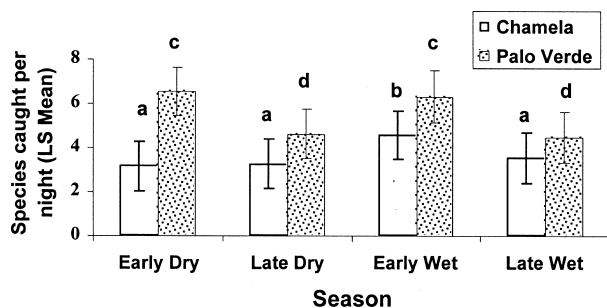 Chamela
Palo Verde
Species caught per
night (LS Mean)
8
6
4
2
0
a
c
a
d
b
c
a
d
Early Dry
Late Dry
Early Wet
Late Wet
Season